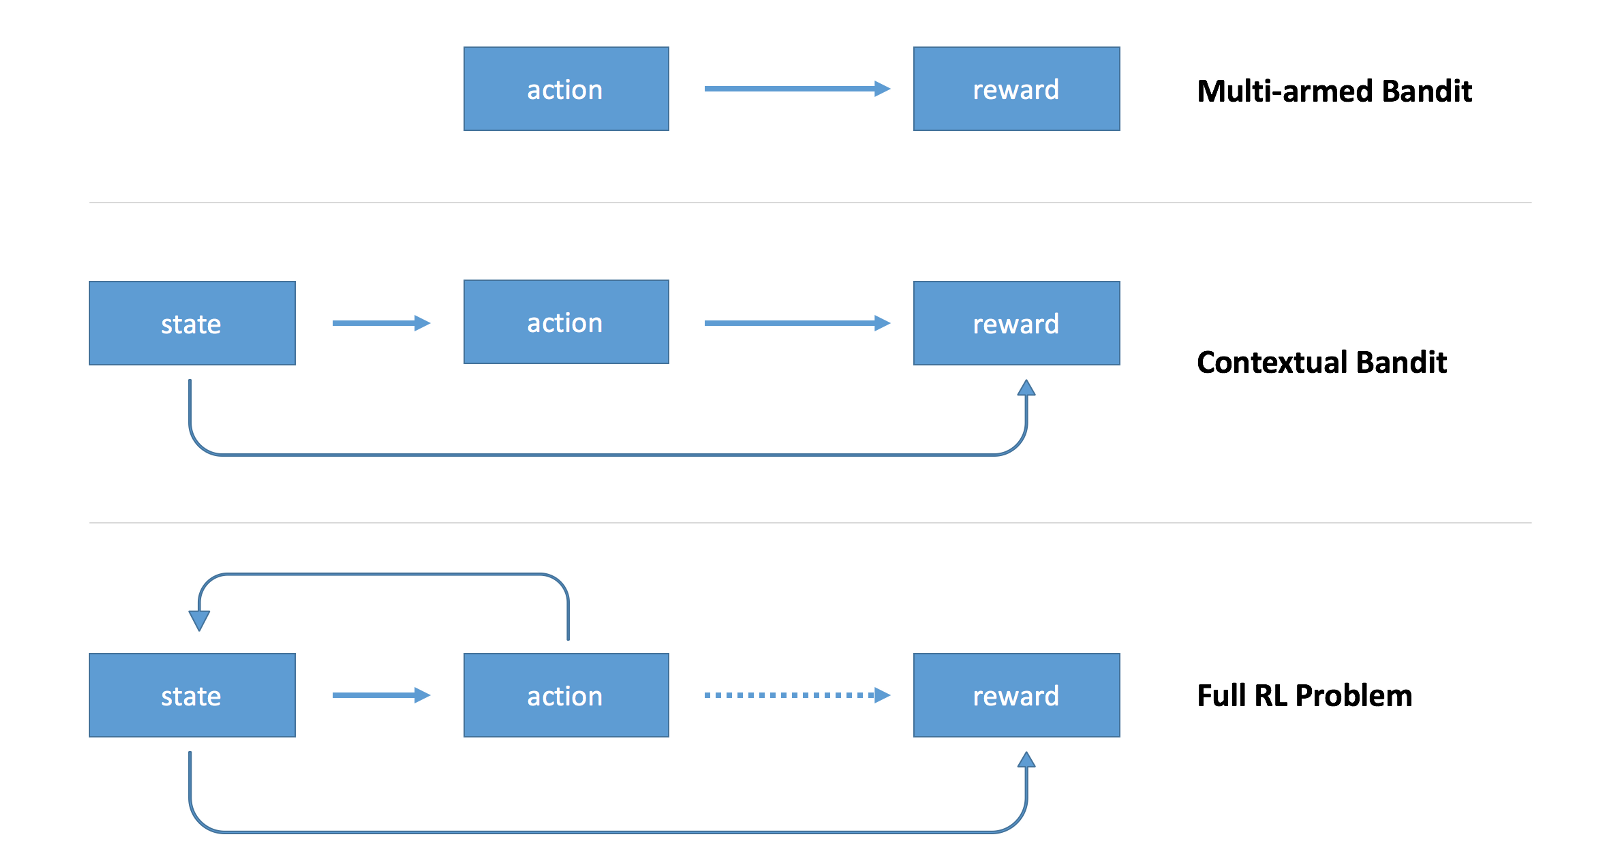 action
reward
Multi-armed Bandit
state
action
reward
Contextual Bandit
state
action
reward
Full RL Problem